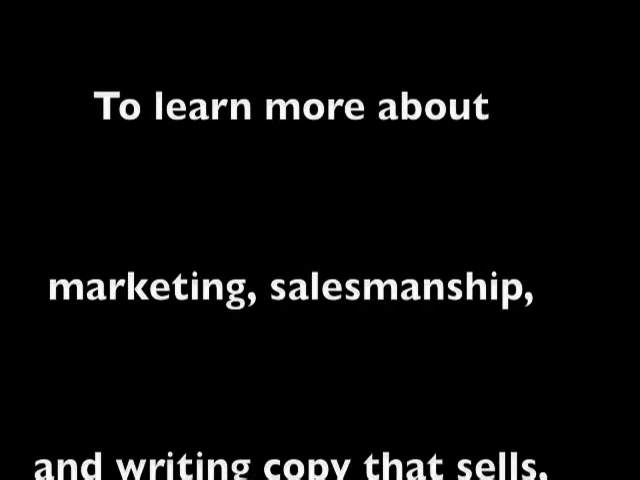 To learn more about
marketing, salesmanship,
and writing copy that sells,